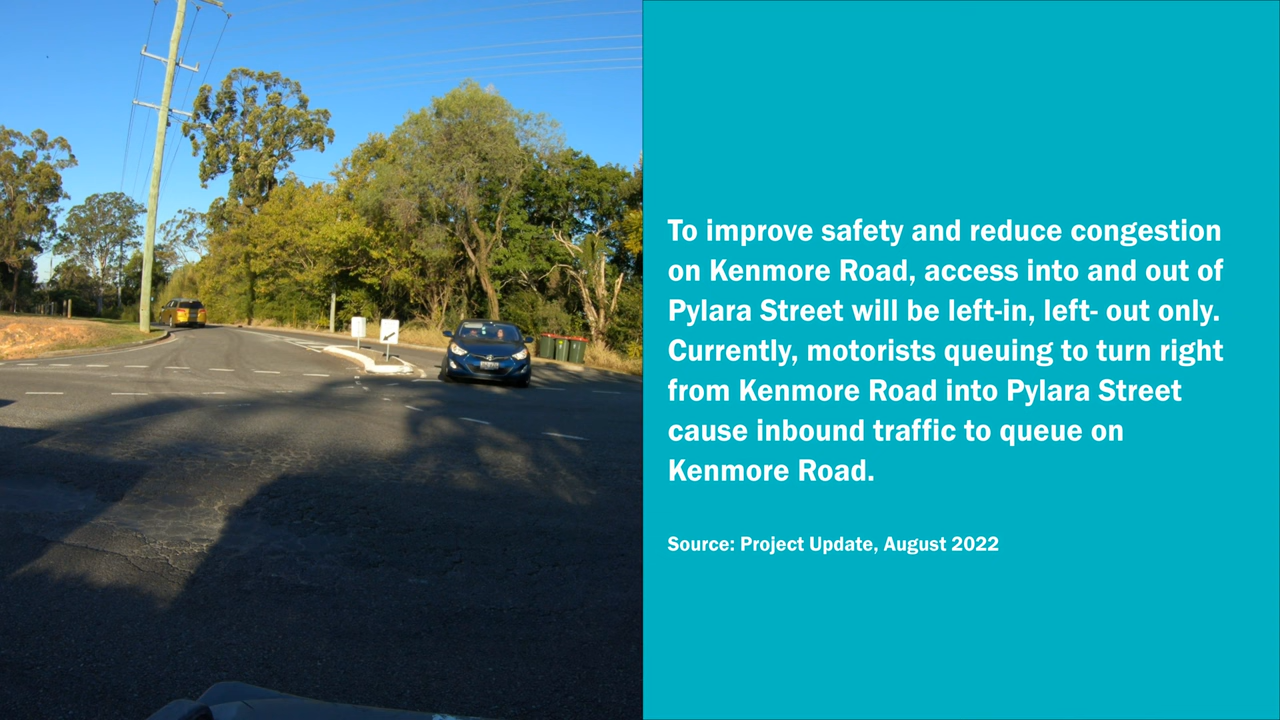 To improve safety and reduce congestion
on Kenmore Road, access into and out of
Pylara Street will be left-in, left- out only.
Currently, motorists queuing to turn right
from Kenmore Road into Pylara Street
cause inbound traffic to queue on
Kenmore Road.
Source: Project Update, August 2022